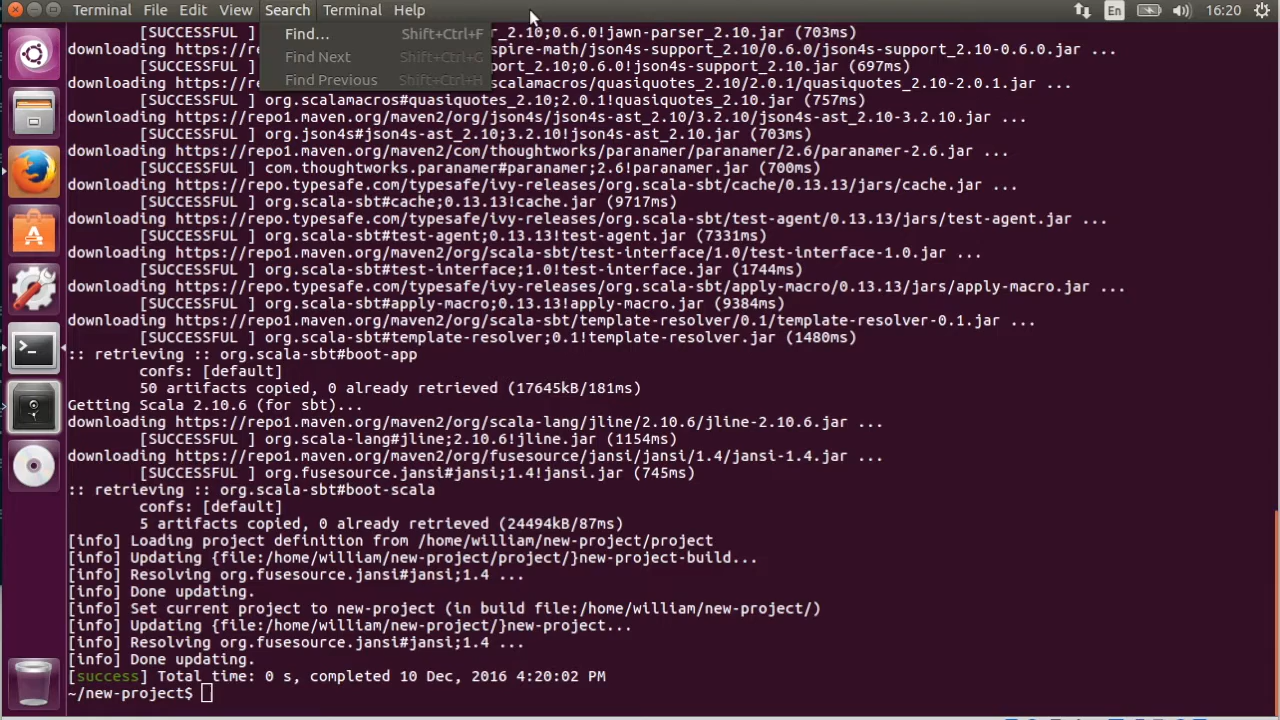 Terminal File Edit View Search Terminal Help En 16:20
Find... Shift+Ctrl+F
Find Next Shift+Ctrl+G
Find Previous Shift+Ctrl+H
[SUCCESSFUL ] r_2.10;0.6.0!jawn-parser_2.10.jar (703ms)
downloading https://re spire-math/json4s-support_2.10/0.6.0/json4s-support_2.10-0.6.0.jar ...
[SUCCESSFUL ] port_2.10;0.6.0!json4s-support_2.10.jar (697ms)
downloading https://re scalamacros/quasiquotes_2.10/2.0.1/quasiquotes_2.10-2.0.1.jar ...
[SUCCESSFUL ] org.scalamacros#quasiquotes_2.10;2.0.1!quasiquotes_2.10.jar (757ms)
downloading https://repo1.maven.org/maven2/org/json4s/json4s-ast_2.10/3.2.10/json4s-ast_2.10-3.2.10.jar ...
[SUCCESSFUL ] org.json4s#json4s-ast_2.10;3.2.10!json4s-ast_2.10.jar (703ms)
downloading https://repo1.maven.org/maven2/com/thoughtworks/paranamer/paranamer/2.6/paranamer-2.6.jar ...
[SUCCESSFUL ] com.thoughtworks.paranamer#paranamer;2.6!paranamer.jar (700ms)
downloading https://repo.typesafe.com/typesafe/ivy-releases/org.scala-sbt/cache/0.13.13/jars/cache.jar ...
[SUCCESSFUL ] org.scala-sbt#cache;0.13.13!cache.jar (9717ms)
downloading https://repo.typesafe.com/typesafe/ivy-releases/org.scala-sbt/test-agent/0.13.13/jars/test-agent.jar ...
[SUCCESSFUL ] org.scala-sbt#test-agent;0.13.13!test-agent.jar (7331ms)
downloading https://repo1.maven.org/maven2/org/scala-sbt/test-interface/1.0/test-interface-1.0.jar ...
[SUCCESSFUL ] org.scala-sbt#test-interface;1.0!test-interface.jar (1744ms)
downloading https://repo.typesafe.com/typesafe/ivy-releases/org.scala-sbt/apply-macro/0.13.13/jars/apply-macro.jar ...
[SUCCESSFUL ] org.scala-sbt#apply-macro;0.13.13!apply-macro.jar (9384ms)
downloading https://repo1.maven.org/maven2/org/scala-sbt/template-resolver/0.1/template-resolver-0.1.jar ...
[SUCCESSFUL ] org.scala-sbt#template-resolver;0.1!template-resolver.jar (1480ms)
:: retrieving :: org.scala-sbt#boot-app
confs: [default]
50 artifacts copied, 0 already retrieved (17645kB/181ms)
Getting Scala 2.10.6 (for sbt)...
downloading https://repo1.maven.org/maven2/org/scala-lang/jline/2.10.6/jline-2.10.6.jar ...
[SUCCESSFUL ] org.scala-lang#jline;2.10.6!jline.jar (1154ms)
downloading https://repo1.maven.org/maven2/org/fusesource/jansi/jansi/1.4/jansi-1.4.jar ...
[SUCCESSFUL ] org.fusesource.jansi#jansi;1.4!jansi.jar (745ms)
:: retrieving :: org.scala-sbt#boot-scala
confs: [default]
5 artifacts copied, 0 already retrieved (24494kB/87ms)
[info] Loading project definition from /home/william/new-project/project
[info] Updating {file:/home/william/new-project/project/}new-project-build...
[info] Resolving org.fusesource.jansi#jansi;1.4 ...
[info] Done updating.
[info] Set current project to new-project (in build file:/home/william/new-project/)
[info] Updating {file:/home/william/new-project/}new-project...
[info] Resolving org.fusesource.jansi#jansi;1.4 ...
[info] Done updating.
[success] Total time: 0 s, completed 10 Dec, 2016 4:20:02 PM
~/new-project$